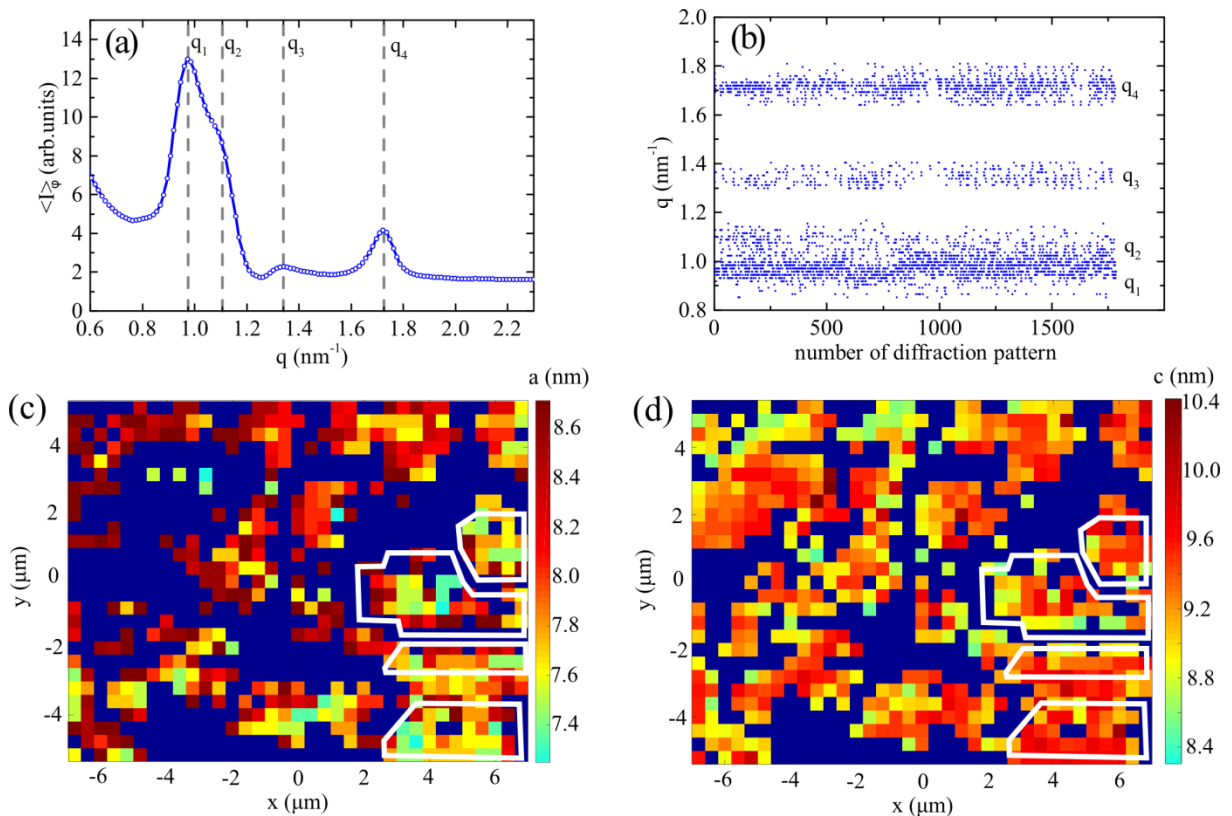 (a)
q₁
q₂
q₃
q₄
14
12
10
8
6
4
2
0
<I>φ (arb.units)
0.6 0.8 1.0 1.2 1.4 1.6 1.8 2.0 2.2
q (nm⁻¹)
(b)
2.0
1.8
1.6
1.4
1.2
1.0
0.8
q (nm⁻¹)
q₄
q₃
q₂
q₁
0 500 1000 1500
number of diffraction pattern
(c)
a (nm)
8.6
8.4
8.2
8.0
7.8
7.6
7.4
4
2
0
-2
-4
y (μm)
-6 -4 -2 0 2 4 6
x (μm)
(d)
c (nm)
10.4
10.0
9.6
9.2
8.8
8.4
4
2
0
-2
-4
y (μm)
-6 -4 -2 0 2 4 6
x (μm)